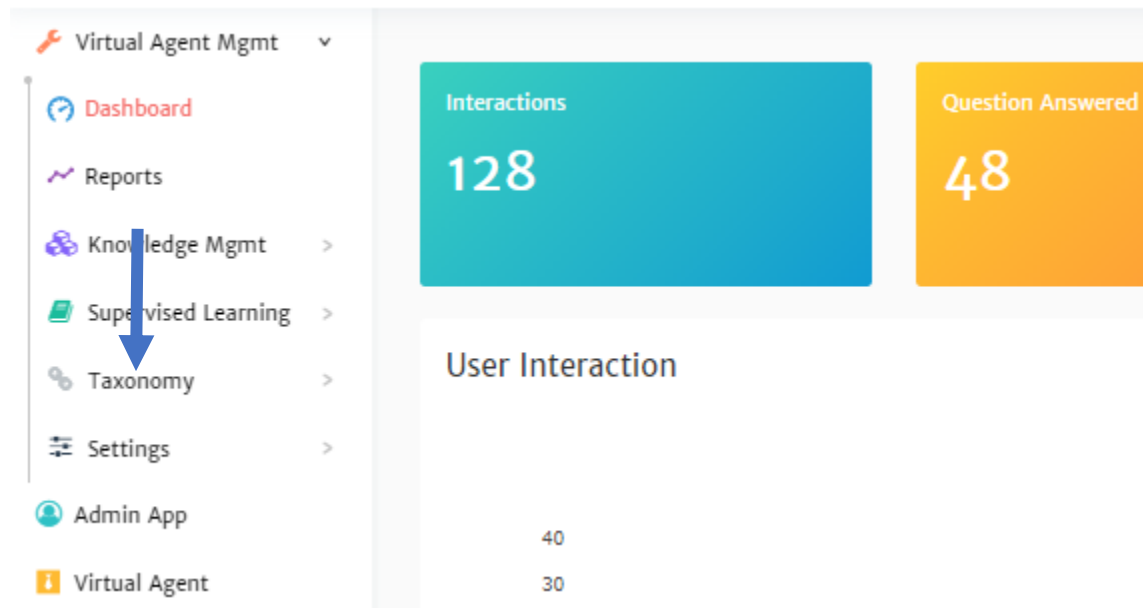 Virtual Agent Mgmt
Dashboard
Reports
Knowledge Mgmt
Supervised Learning
Taxonomy
Settings
Admin App
Virtual Agent
Interactions
128
Question Answered
48
User Interaction
40
30